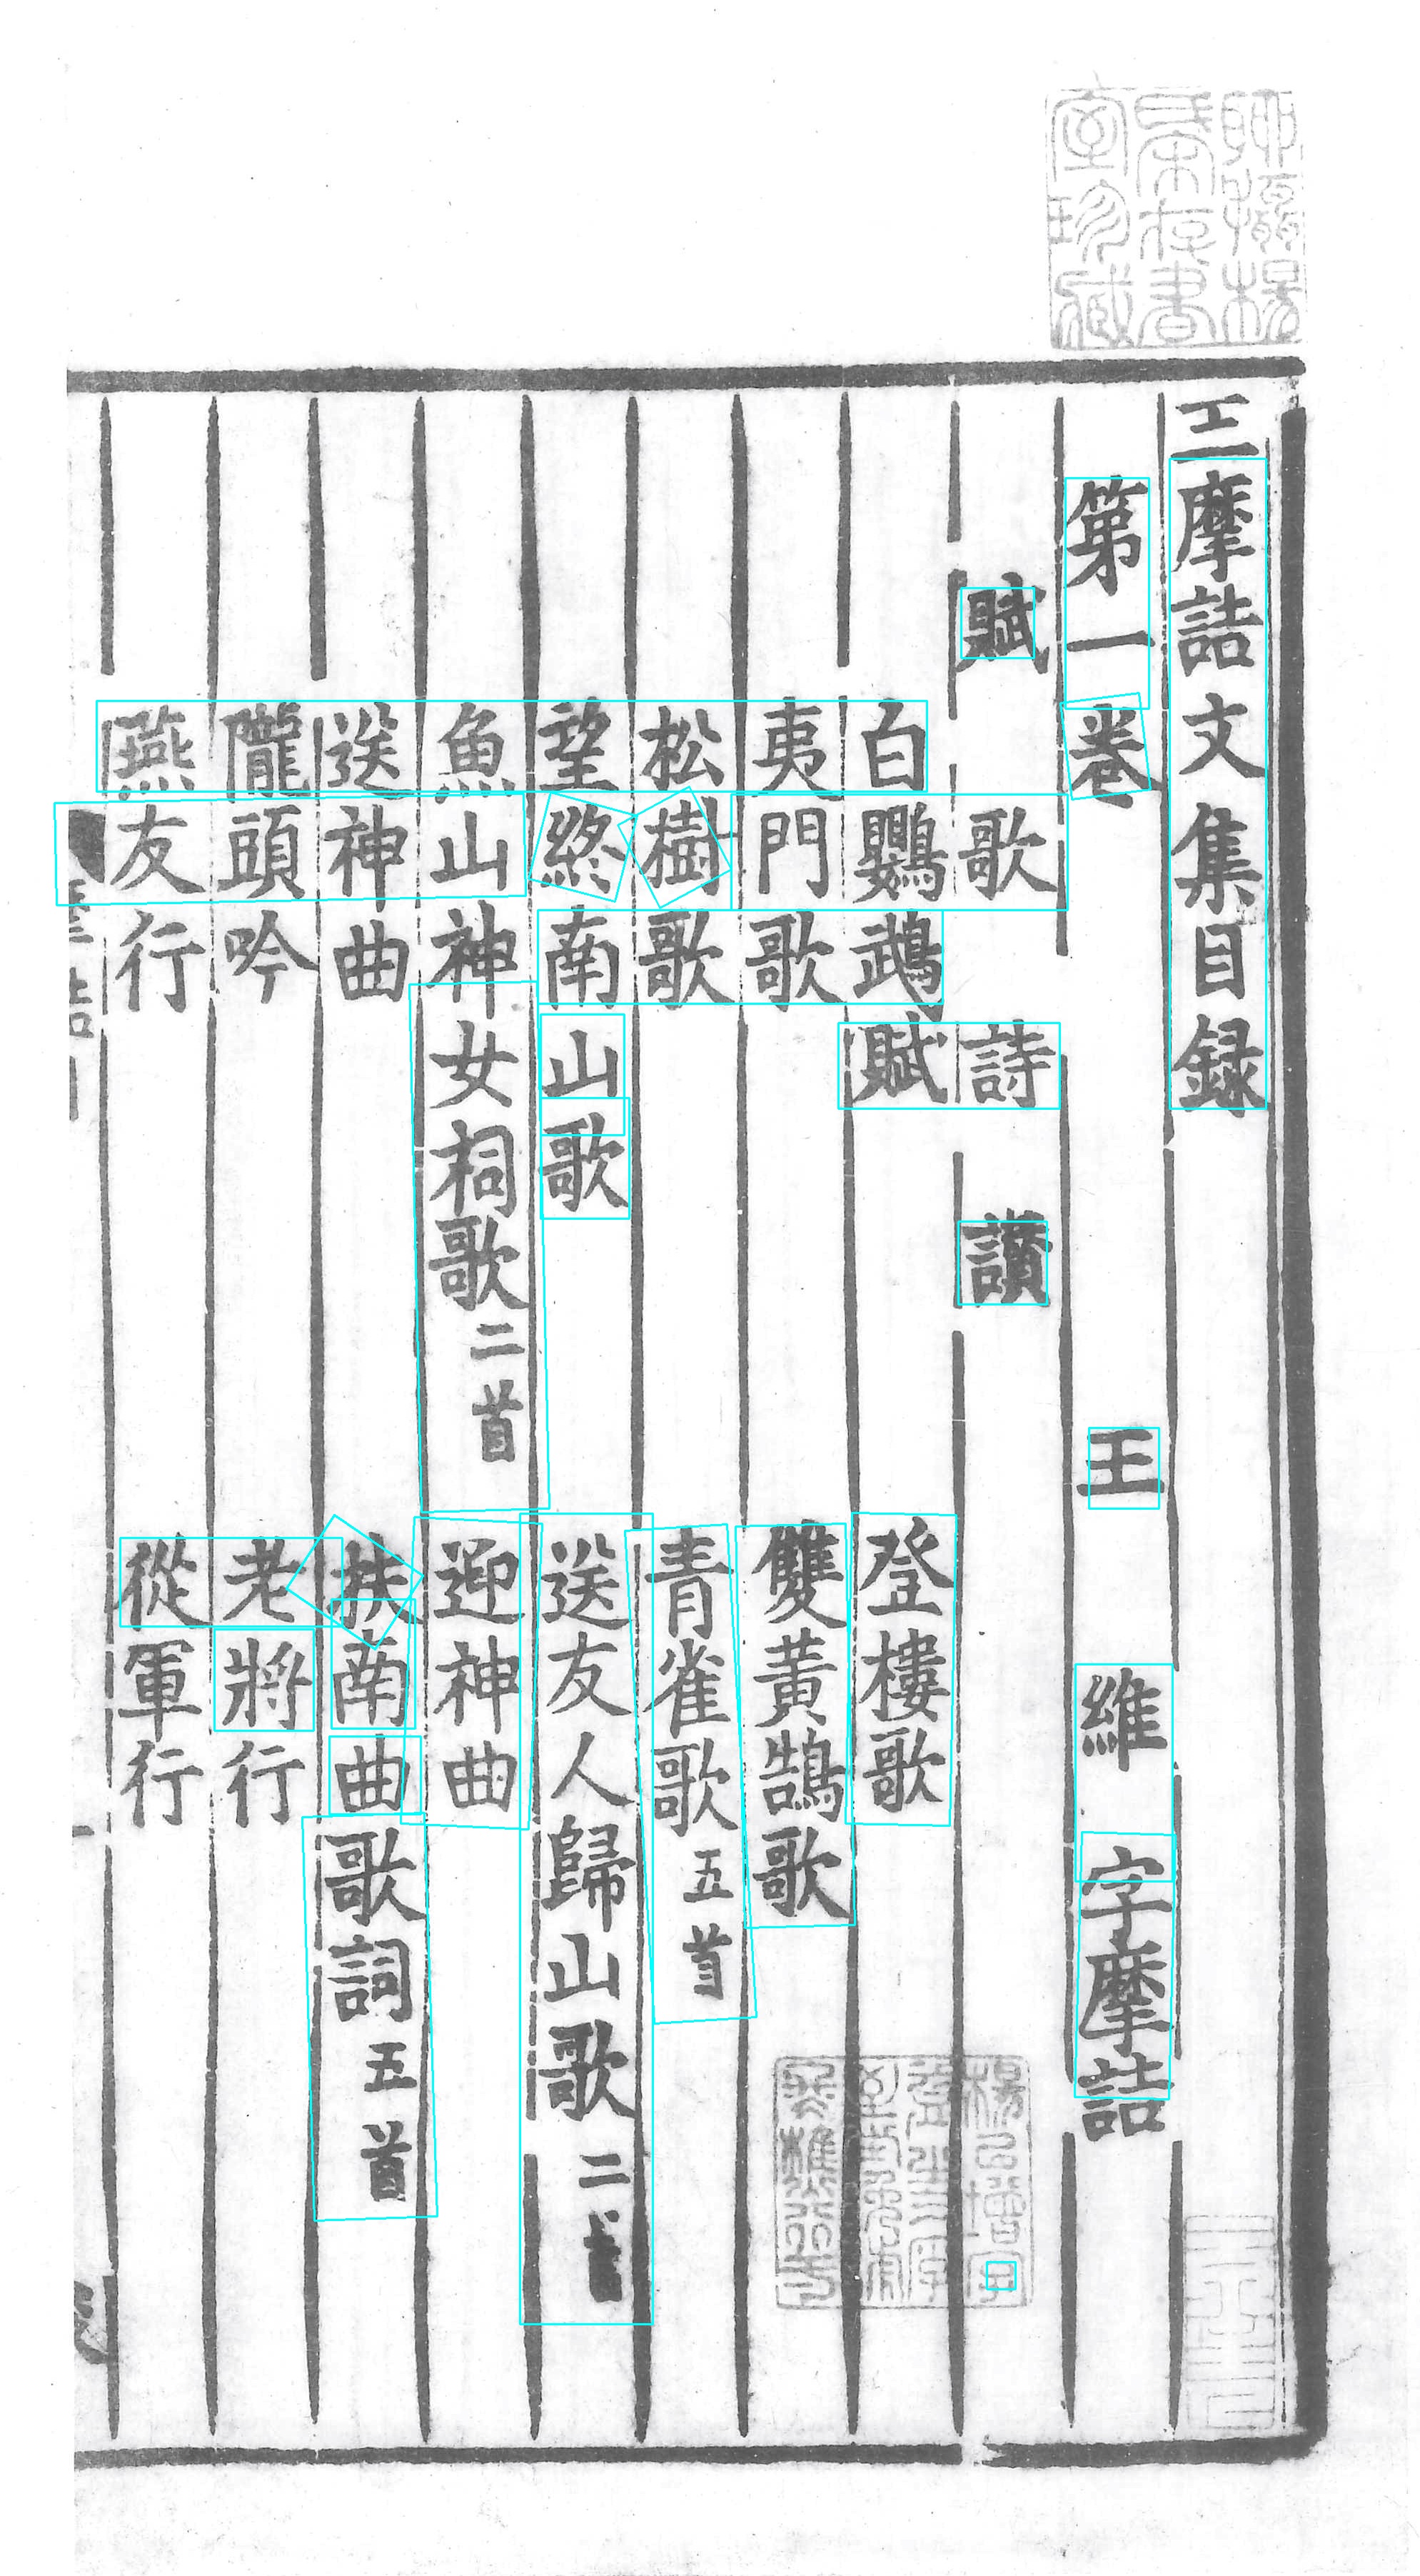 王摩詰文集目録
第一卷 王 維 字摩詰
賦 歌 詩 讃
白鸚鵡賦 登樓歌
夷門歌 雙黃鵠歌
松樹歌 青雀歌五首
望終南山歌 送友人歸山歌二首
魚山神女祠歌二首 迎神曲
送神曲 扶南曲歌詞五首
隴頭吟 老將行
燕友行 從軍行